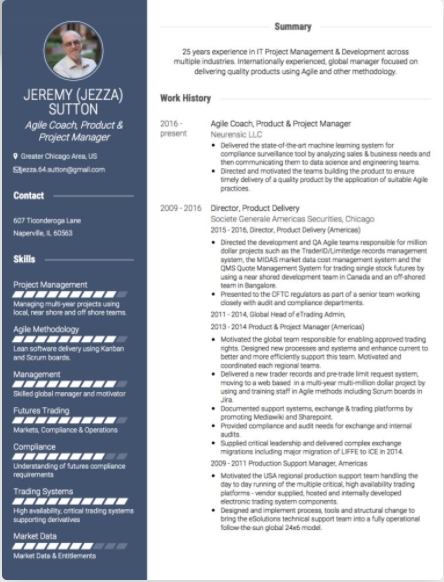 JEREMY (JEZZA)
SUTTON
Agile Coach, Product &
Project Manager
Greater Chicago Area, US
jezza.64.sutton@gmail.com
Contact
607 Ticonderoga Lane
Naperville, IL 60563
Skills
Project Management
Managing multi-year projects using
local, near shore and off shore teams.
Agile Methodology
Lean software delivery using Kanban
and Scrum boards.
Management
Skilled global manager and motivator
Futures Trading
Markets, Compliance & Operations
Compliance
Understanding of futures compliance
requirements
Trading Systems
High availability, critical trading systems
supporting derivatives
Market Data
Market Data & Entitlements
Summary
25 years experience in IT Project Management & Development across
multiple industries. Internationally experienced, global manager focused on
delivering quality products using Agile and other methodology.
Work History
2016 -
present
Agile Coach, Product & Project Manager
Neurensic LLC
• Delivered the state-of-the-art machine learning system for
compliance surveillance tool by analyzing sales & business needs and
then communicating them to data science and engineering teams.
• Directed and motivated the teams building the product to ensure
timely delivery of a quality product by the application of suitable Agile
practices.
2009 - 2016
Director, Product Delivery
Societe Generale Americas Securities, Chicago
2015 - 2016, Director, Product Delivery (Americas)
• Directed the development and QA Agile teams responsible for million
dollar projects such as the TraderID/Limitedge records management
system, the MIDAS market data cost management system and the
QMS Quote Management System for trading single stock futures by
using a near shored development team in Canada and an off-shored
team in Bangalore.
• Presented to the CFTC regulators as part of a senior team working
closely with audit and compliance departments.
2011 - 2014, Global Head of eTrading Admin,
2013 - 2014 Product & Project Manager (Americas)
• Motivated the global team responsible for enabling approved trading
rights. Designed new processes and systems and enhance current to
better and more efficiently support this team. Motivated and
coordinated each regional teams.
• Delivered a new trader records and pre-trade limit request system,
moving to a web based in a multi-year multi-million dollar project by
using and training staff in Agile methods including Scrum boards in
Jira.
• Documented support systems, exchange & trading platforms by
promoting Mediawiki and Sharepoint.
• Provided compliance and audit needs for exchange and internal
audits.
• Supplied critical leadership and delivered complex exchange
migrations including major migration of LIFFE to ICE in 2014.
2009 - 2011 Production Support Manager, Americas
• Motivated the USA regional production support team handling the
day to day running of the multiple critical, high availability trading
platforms - vendor supplied, hosted and internally developed
electronic trading system components.
• Designed and implement process, tools and structural change to
bring the eSolutions technical support team into a fully operational
follow-the-sun global 24x6 model.